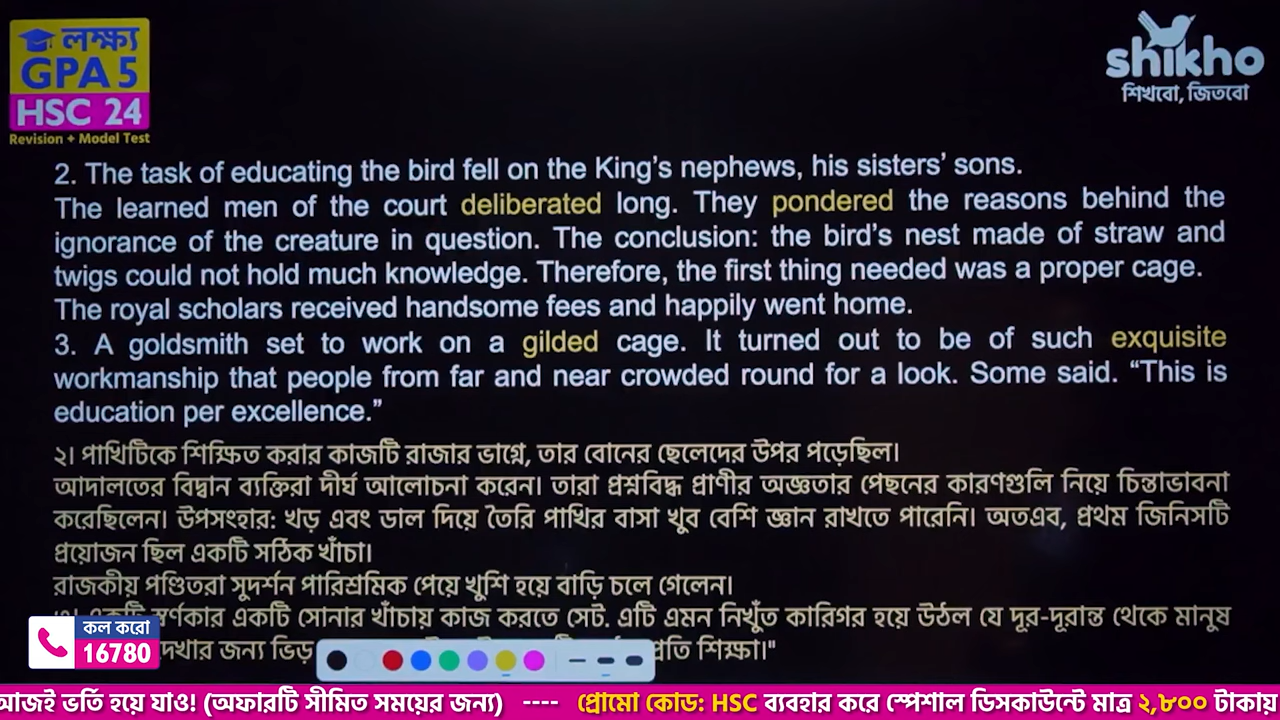 লক্ষ্য
GPA 5
HSC 24
Revision + Model Test
shikho
শিখবো, জিতবো
2. The task of educating the bird fell on the King's nephews, his sisters' sons.
The learned men of the court deliberated long. They pondered the reasons behind the
ignorance of the creature in question. The conclusion: the bird's nest made of straw and
twigs could not hold much knowledge. Therefore, the first thing needed was a proper cage.
The royal scholars received handsome fees and happily went home.
3. A goldsmith set to work on a gilded cage. It turned out to be of such exquisite
workmanship that people from far and near crowded round for a look. Some said. “This is
education per excellence.”
২। পাখিটিকে শিক্ষিত করার কাজটি রাজার ভাগ্নে, তার বোনের ছেলেদের উপর পড়েছিল।
আদালতের বিদ্বান ব্যক্তিরা দীর্ঘ আলোচনা করেন। তারা প্রশ্নবিদ্ধ প্রাণীর অজ্ঞতার পেছনের কারণগুলি নিয়ে চিন্তাভাবনা
করেছিলেন। উপসংহার: খড় এবং ডাল দিয়ে তৈরি পাখির বাসা খুব বেশি জ্ঞান রাখতে পারেনি। অতএব, প্রথম জিনিসটি
প্রয়োজন ছিল একটি সঠিক খাঁচা।
রাজকীয় পণ্ডিতরা সুদর্শন পারিশ্রমিক পেয়ে খুশি হয়ে বাড়ি চলে গেলেন।
৩। একটি স্বর্ণকার একটি সোনার খাঁচায় কাজ করতে সেট. এটি এমন নিখুঁত কারিগর হয়ে উঠল যে দূর-দূরান্ত থেকে মানুষ
দেখার জন্য ভিড় প্রতি শিক্ষা।"
কল করো
16780
আজই ভর্তি হয়ে যাও! (অফারটি সীমিত সময়ের জন্য) ---- প্রোমো কোড: HSC ব্যবহার করে স্পেশাল ডিসকাউন্টে মাত্র ২,৮০০ টাকায়